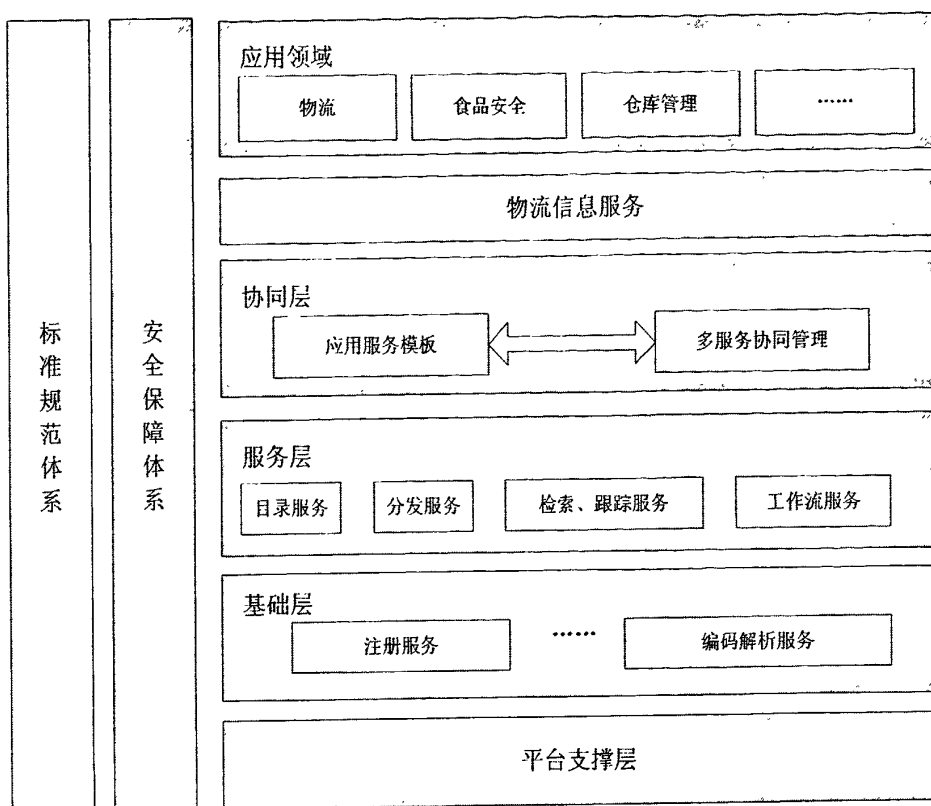 标准规范体系
安全保障体系
应用领域
物流
食品安全
仓库管理
……
物流信息服务
协同层
应用服务模板
多服务协同管理
服务层
目录服务
分发服务
检索、跟踪服务
工作流服务
基础层
注册服务
……
编码解析服务
平台支撑层